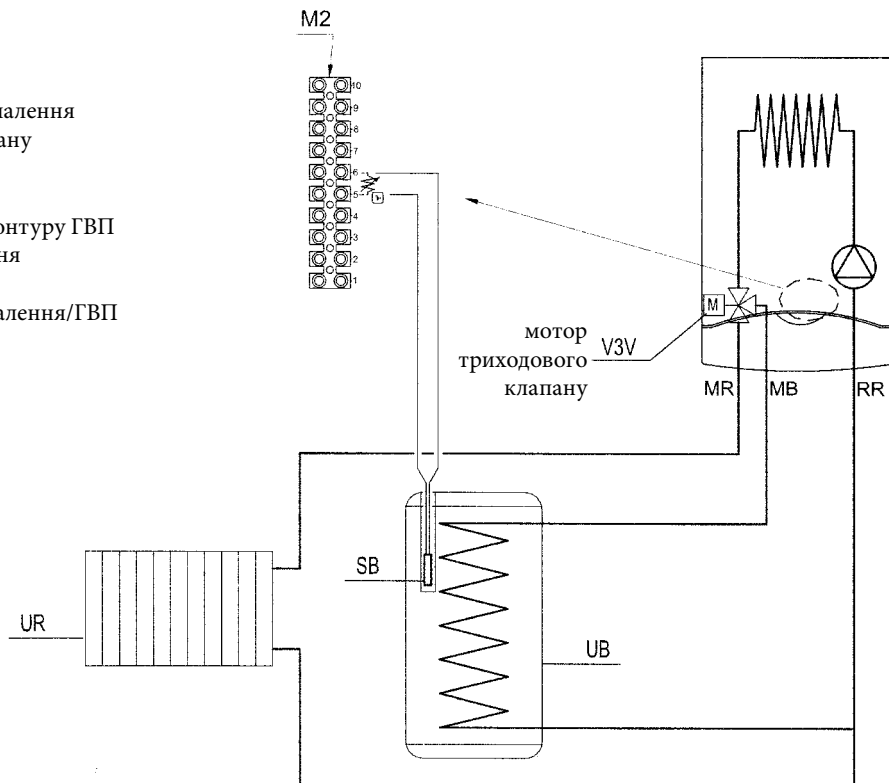 M2
алення
ану
онтуру ГВП
ня
алення/ГВП
10
9
8
7
6
5
4
3
2
1
M
мотор
триходового
клапану
V3V
MR
MB
RR
SB
UR
UB